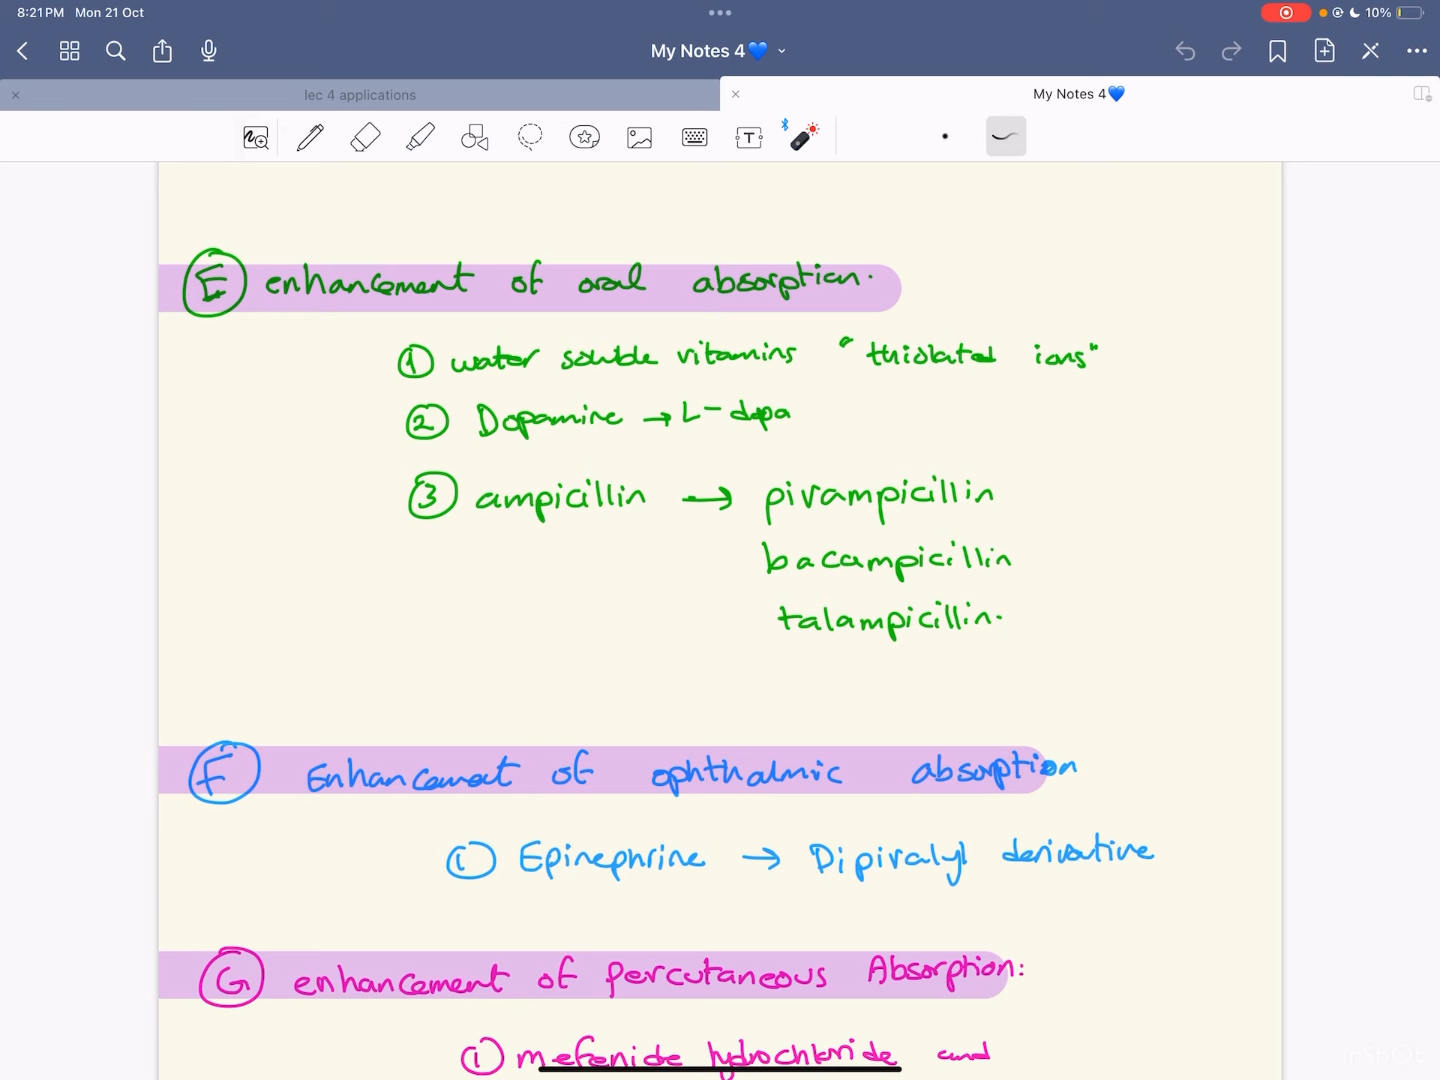 8:21 PM Mon 21 Oct
10%
My Notes 4💙
lec 4 applications
My Notes 4💙
E enhancement of oral absorption.
① water soluble vitamins "thiolated ions"
② Dopamine → L-dopa
③ ampicillin → pivampicillin
bacampicillin
talampicillin.
F Enhancement of ophthalmic absorption
① Epinephrine → Dipivalyl derivative
G enhancement of percutaneous Absorption:
① mefenide hydrochloride and